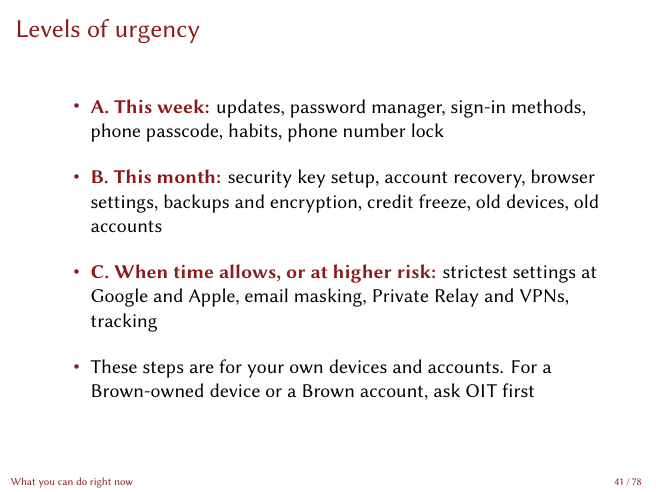 Levels of urgency
• A. This week: updates, password manager, sign-in methods,
phone passcode, habits, phone number lock
• B. This month: security key setup, account recovery, browser
settings, backups and encryption, credit freeze, old devices, old
accounts
• C. When time allows, or at higher risk: strictest settings at
Google and Apple, email masking, Private Relay and VPNs,
tracking
• These steps are for your own devices and accounts. For a
Brown-owned device or a Brown account, ask OIT first
What you can do right now
41 / 78